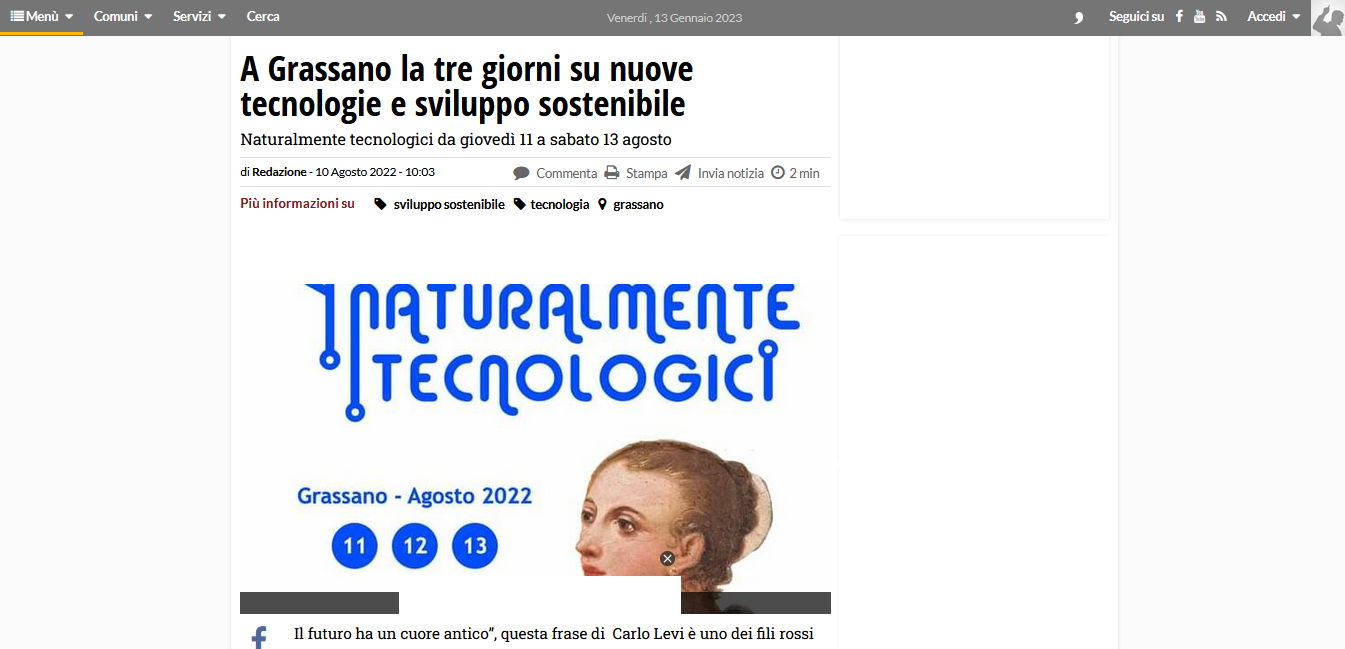 Menù Comuni Servizi Cerca Venerdi , 13 Gennaio 2023 Seguici su Accedi
A Grassano la tre giorni su nuove
tecnologie e sviluppo sostenibile
Naturalmente tecnologici da giovedì 11 a sabato 13 agosto
di Redazione - 10 Agosto 2022 - 10:03 Commenta Stampa Invia notizia 2 min
Più informazioni su sviluppo sostenibile tecnologia grassano
NATURALMENTE
TECNOLOGICI
Grassano - Agosto 2022
11 12 13
Il futuro ha un cuore antico”, questa frase di Carlo Levi è uno dei fili rossi